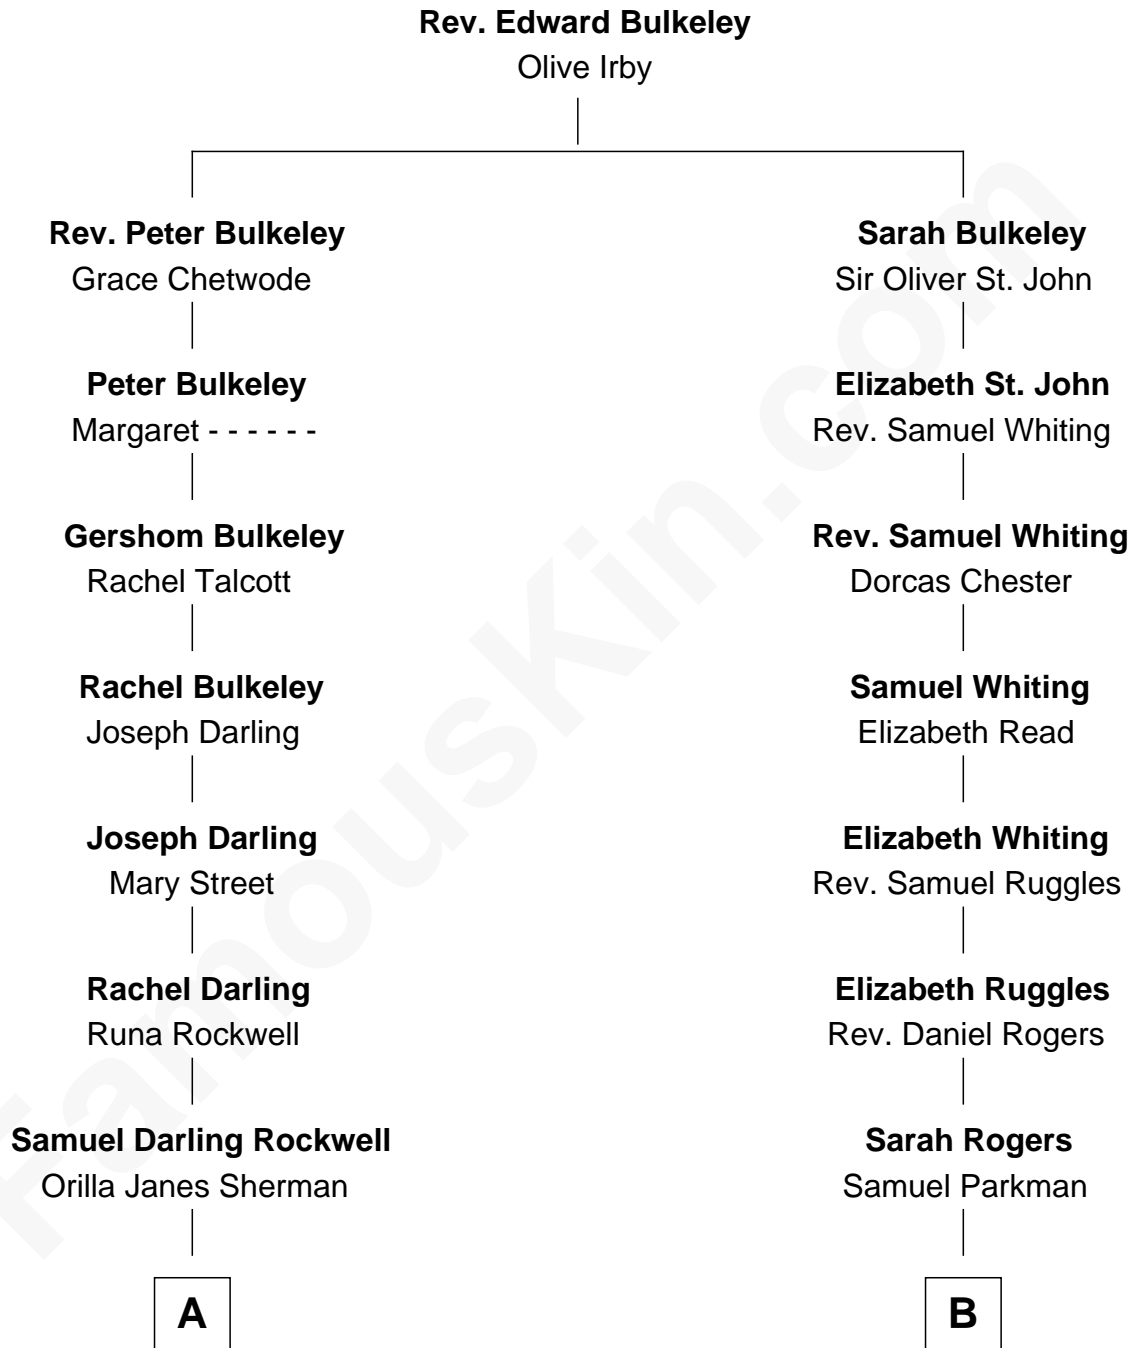 Rev. Edward Bulkeley
Olive Irby
Rev. Peter Bulkeley
Grace Chetwode
Sarah Bulkeley
Sir Oliver St. John
Peter Bulkeley
Margaret - - - - - -
Elizabeth St. John
Rev. Samuel Whiting
Gershom Bulkeley
Rachel Talcott
Rev. Samuel Whiting
Dorcas Chester
Rachel Bulkeley
Joseph Darling
Samuel Whiting
Elizabeth Read
Joseph Darling
Mary Street
Elizabeth Whiting
Rev. Samuel Ruggles
Rachel Darling
Runa Rockwell
Elizabeth Ruggles
Rev. Daniel Rogers
Samuel Darling Rockwell
Orilla Janes Sherman
Sarah Rogers
Samuel Parkman
A
B
FamousKin.com